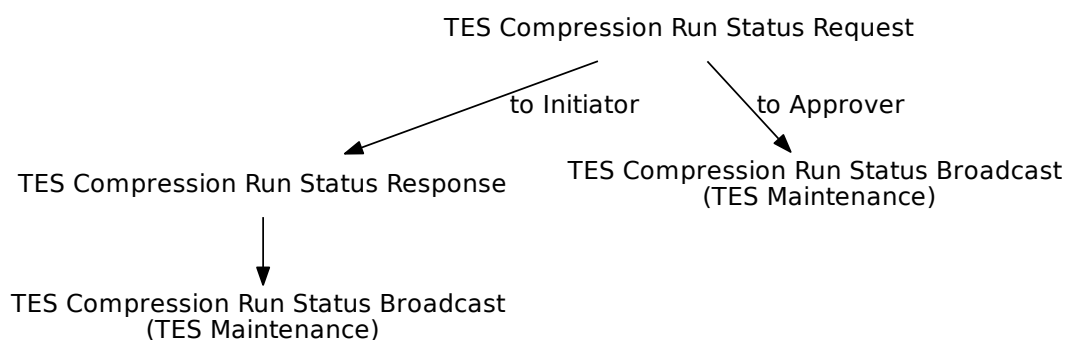 TES Compression Run Status Request
to Initiator
to Approver
TES Compression Run Status Response
TES Compression Run Status Broadcast
(TES Maintenance)
TES Compression Run Status Broadcast
(TES Maintenance)